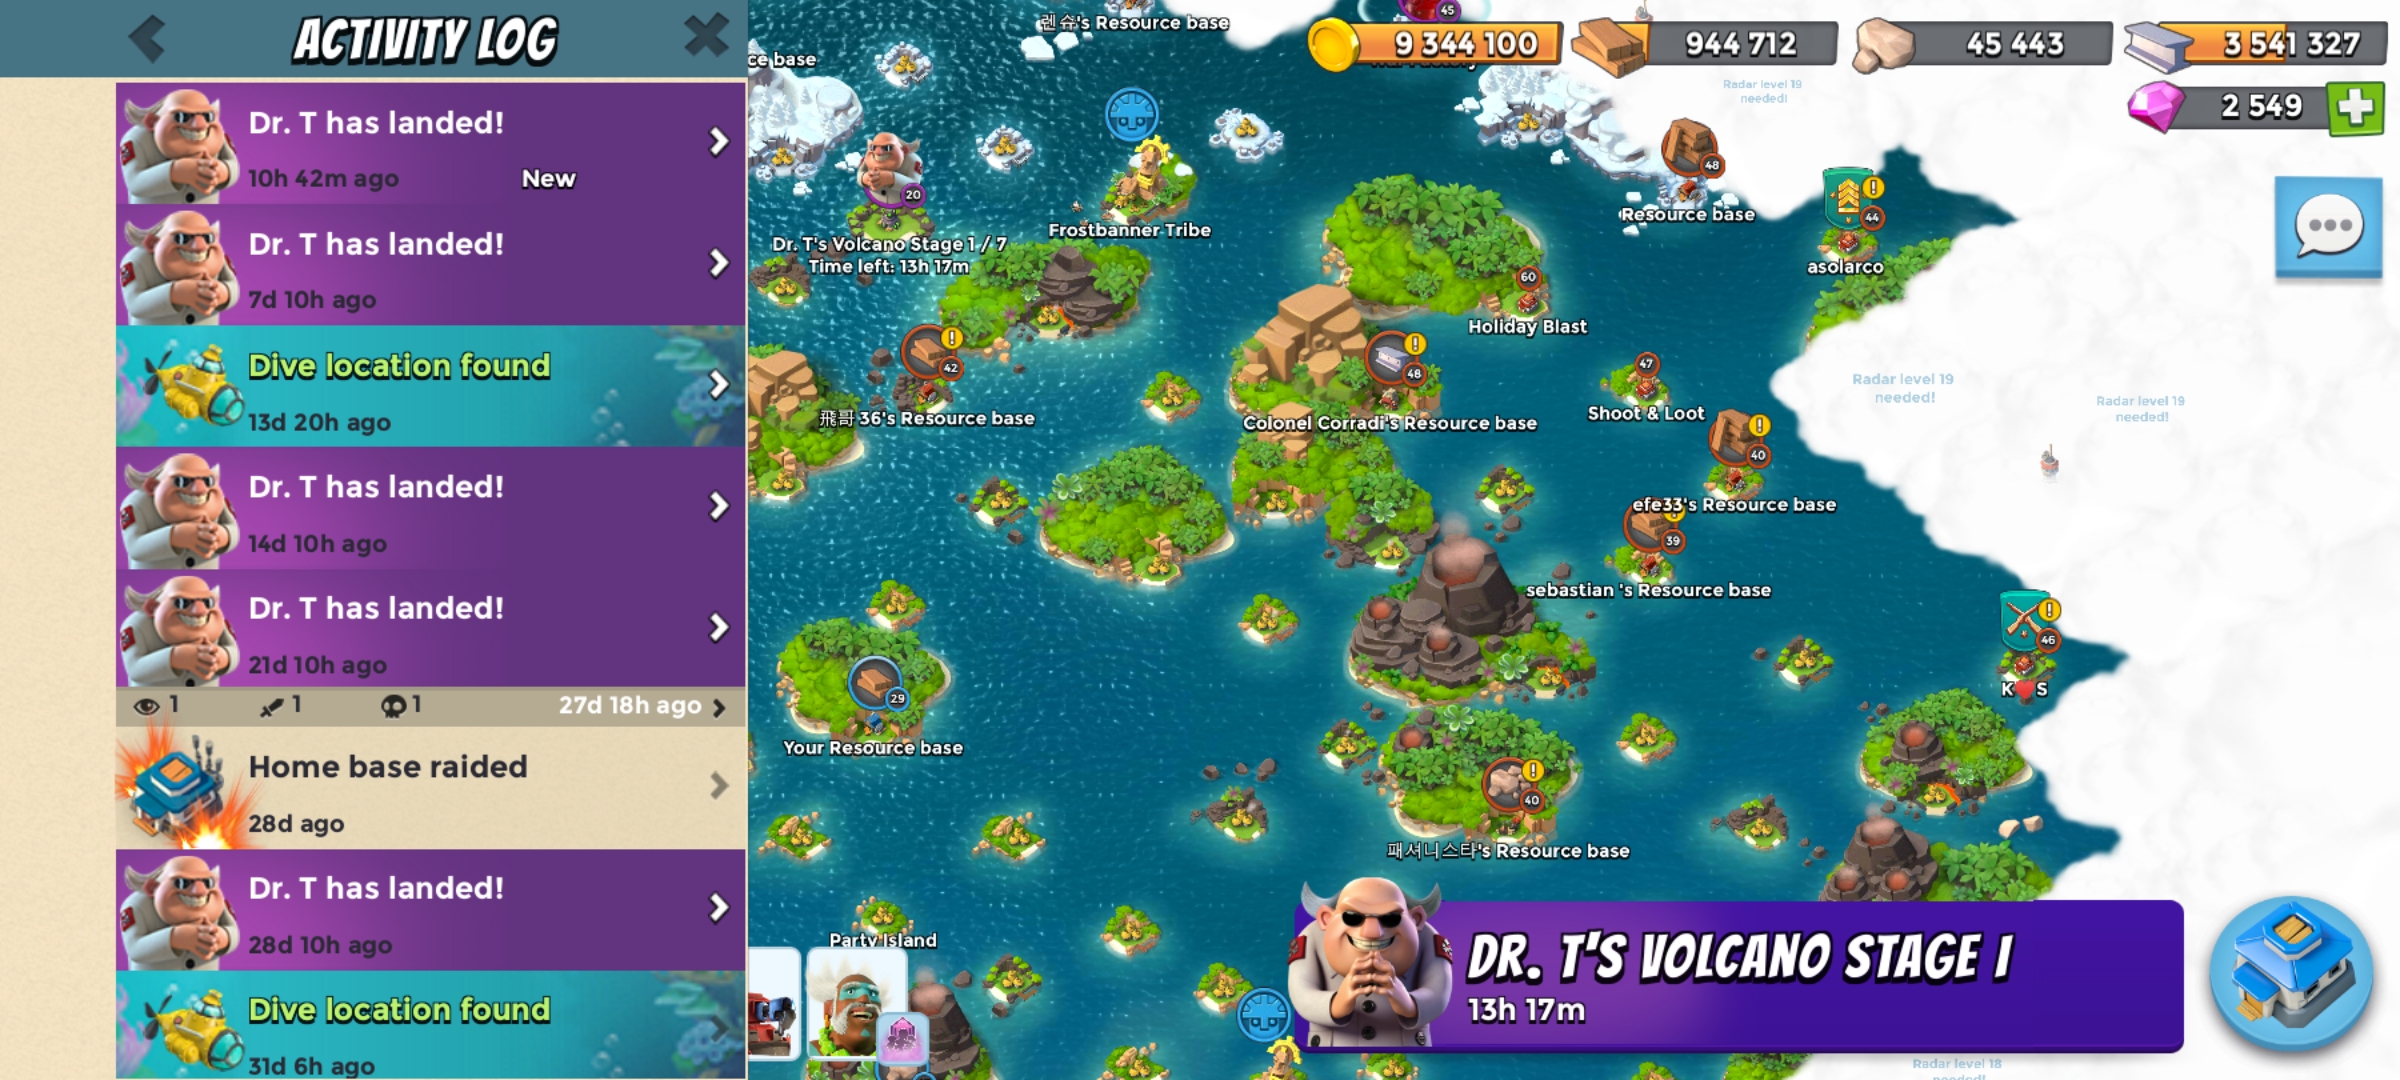 ACTIVITY LOG
Dr. T has landed!
10h 42m ago
New
Dr. T has landed!
7d 10h ago
Dive location found
13d 20h ago
Dr. T has landed!
14d 10h ago
Dr. T has landed!
21d 10h ago
1
1
1
27d 18h ago
Home base raided
28d ago
Dr. T has landed!
28d 10h ago
Dive location found
31d 6h ago
렌슈's Resource base
45
9 344 100
944 712
45 443
3 541 327
2 549
ce base
Radar level 19
needed!
48
Resource base
44
asolarco
20
Dr. T's Volcano Stage 1 / 7
Time left: 13h 17m
Frostbanner Tribe
60
Holiday Blast
42
飛哥 36's Resource base
48
Colonel Corradi's Resource base
47
Shoot & Loot
Radar level 19
needed!
Radar level 19
needed!
40
efe33's Resource base
39
sebastian 's Resource base
46
K❤S
29
Your Resource base
40
패셔니스타's Resource base
Party Island
DR. T'S VOLCANO STAGE 1
13h 17m
Radar level 18
needed!